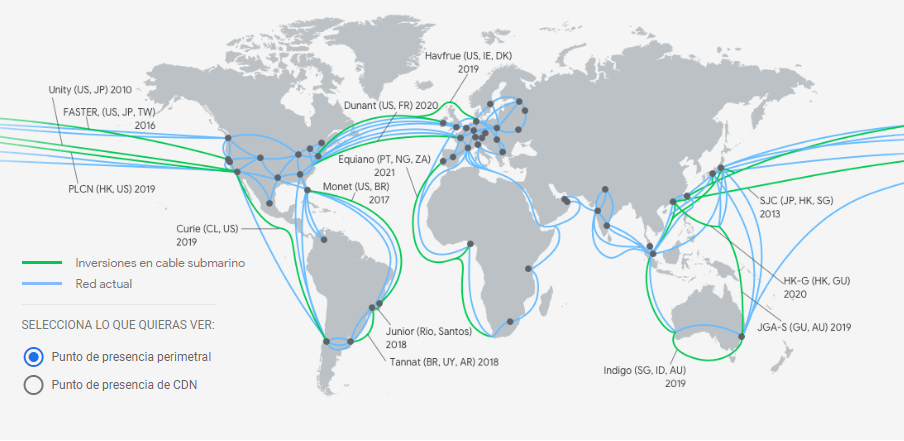 Havfrue (US, IE, DK)
2019
Unity (US, JP) 2010
FASTER, (US, JP, TW)
2016
Dunant (US, FR) 2020
Equiano (PT, NG, ZA)
2021
PLCN (HK, US) 2019
Monet (US, BR)
2017
SJC (JP, HK, SG)
2013
Curie (CL, US)
2019
Inversiones en cable submarino
Red actual
HK-G (HK, GU)
2020
SELECCIONA LO QUE QUIERAS VER:
Junior (Rio, Santos)
2018
JGA-S (GU, AU) 2019
Punto de presencia perimetral
Tannat (BR, UY, AR) 2018
Indigo (SG, ID, AU)
2019
Punto de presencia de CDN